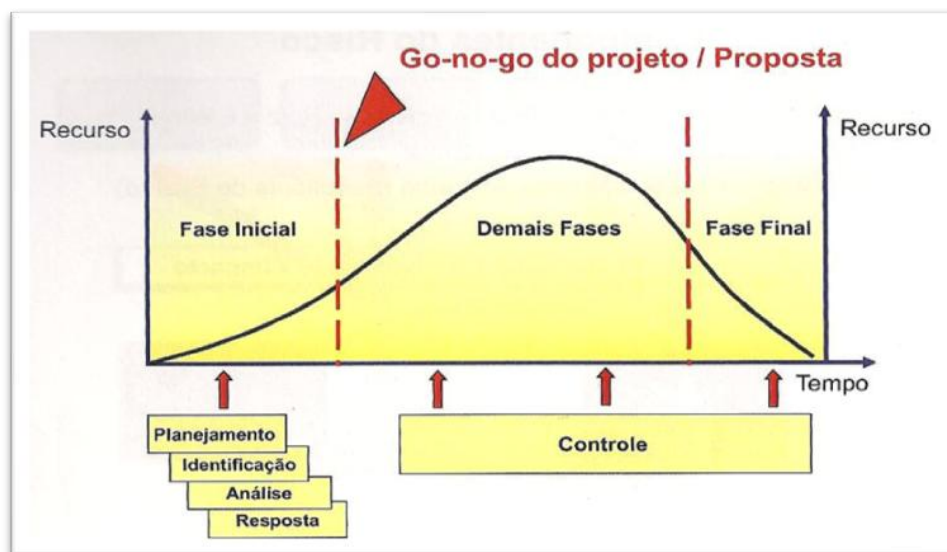 Go-no-go do projeto / Proposta
Recurso
Recurso
Fase Inicial
Demais Fases
Fase Final
Tempo
Planejamento
Identificação
Análise
Resposta
Controle